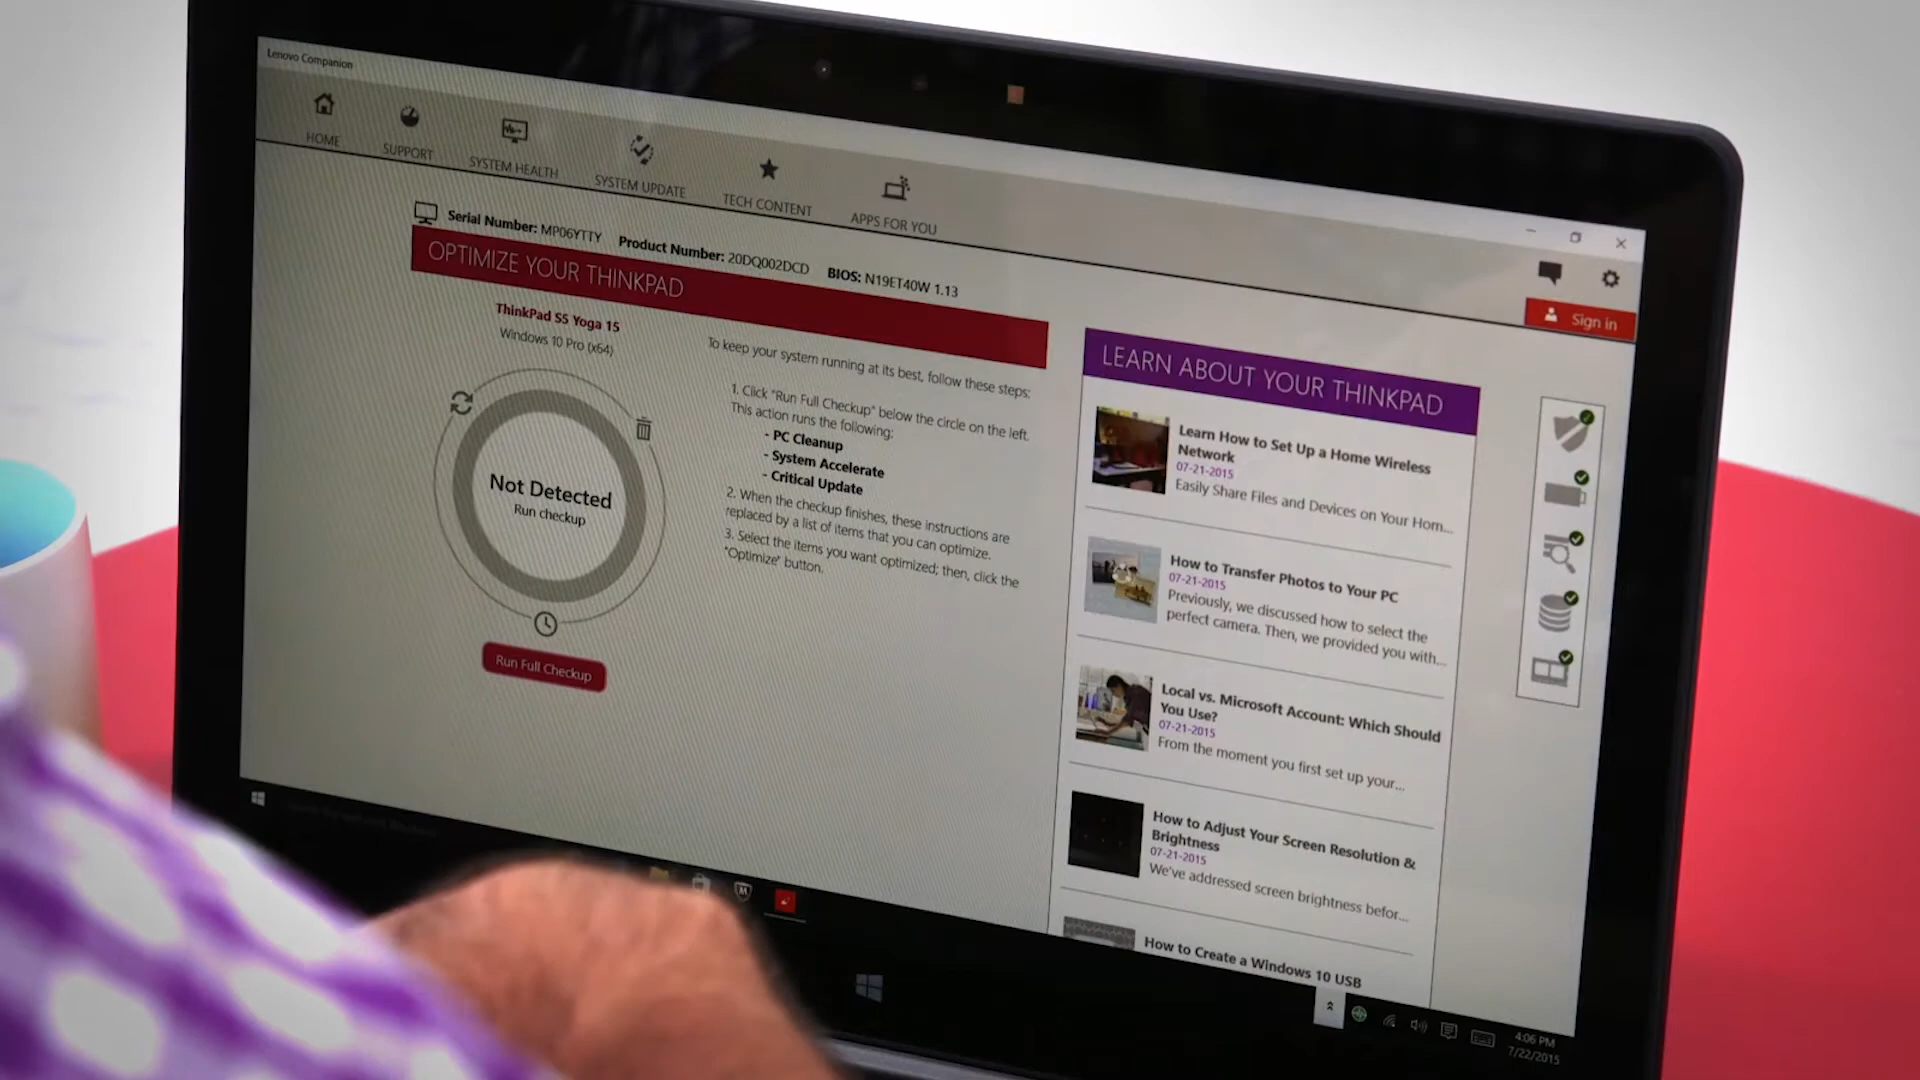 Lenovo Companion
HOME
SUPPORT
SYSTEM HEALTH
SYSTEM UPDATE
TECH CONTENT
APPS FOR YOU
Sign in
Serial Number: MP06YTTY Product Number: 20DQ002DCD BIOS: N19ET40W 1.13
OPTIMIZE YOUR THINKPAD
ThinkPad S5 Yoga 15
Windows 10 Pro (x64)
Not Detected
Run checkup
Run Full Checkup
To keep your system running at its best, follow these steps:
1. Click "Run Full Checkup" below the circle on the left.
This action runs the following:
- PC Cleanup
- System Accelerate
- Critical Update
2. When the checkup finishes, these instructions are
replaced by a list of items that you can optimize.
3. Select the items you want optimized; then, click the
"Optimize" button.
LEARN ABOUT YOUR THINKPAD
Learn How to Set Up a Home Wireless
Network
07-21-2015
Easily Share Files and Devices on Your Hom...
How to Transfer Photos to Your PC
07-21-2015
Previously, we discussed how to select the
perfect camera. Then, we provided you with...
Local vs. Microsoft Account: Which Should
You Use?
07-21-2015
From the moment you first set up your...
How to Adjust Your Screen Resolution &
Brightness
07-21-2015
We've addressed screen brightness befor...
How to Create a Windows 10 USB
4:06 PM
7/22/2015